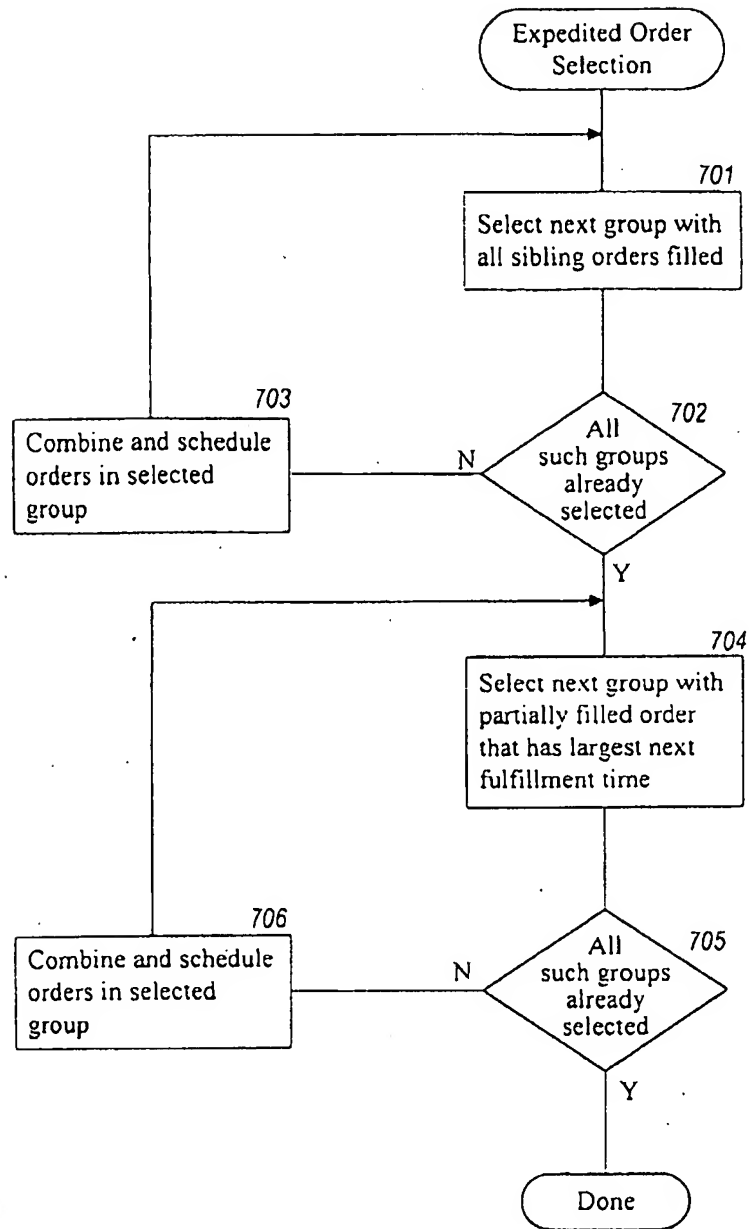 Expedited Order
Selection
701
Select next group with
all sibling orders filled
703
Combine and schedule
orders in selected
group
702
All
such groups
already
selected
N
Y
704
Select next group with
partially filled order
that has largest next
fulfillment time
706
Combine and schedule
orders in selected
group
705
All
such groups
already
selected
N
Y
Done